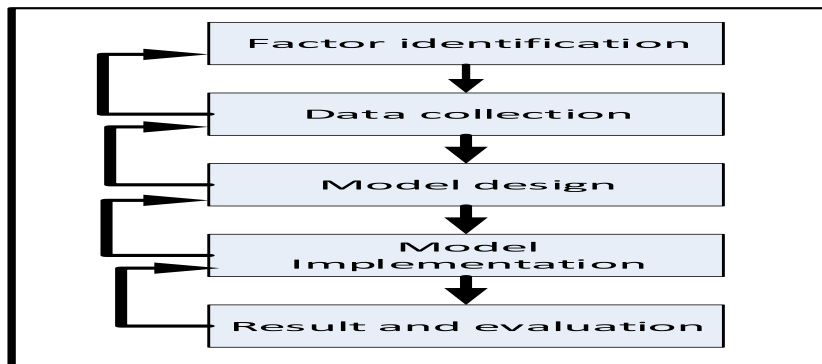 Factor identification
Data collection
Model design
Model
Implementation
Result and evaluation